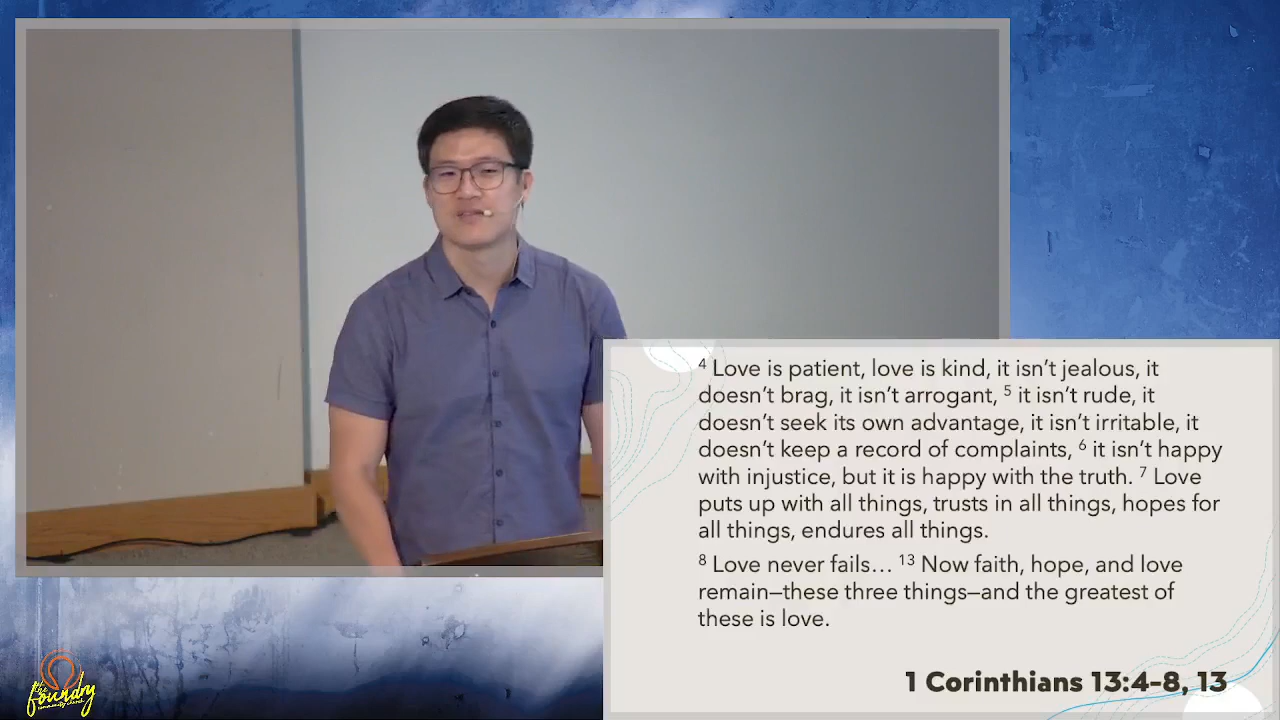 ⁴ Love is patient, love is kind, it isn’t jealous, it
doesn’t brag, it isn’t arrogant, ⁵ it isn’t rude, it
doesn’t seek its own advantage, it isn’t irritable, it
doesn’t keep a record of complaints, ⁶ it isn’t happy
with injustice, but it is happy with the truth. ⁷ Love
puts up with all things, trusts in all things, hopes for
all things, endures all things.
⁸ Love never fails… ¹³ Now faith, hope, and love
remain—these three things—and the greatest of
these is love.
1 Corinthians 13:4-8, 13
the
foundry
community church